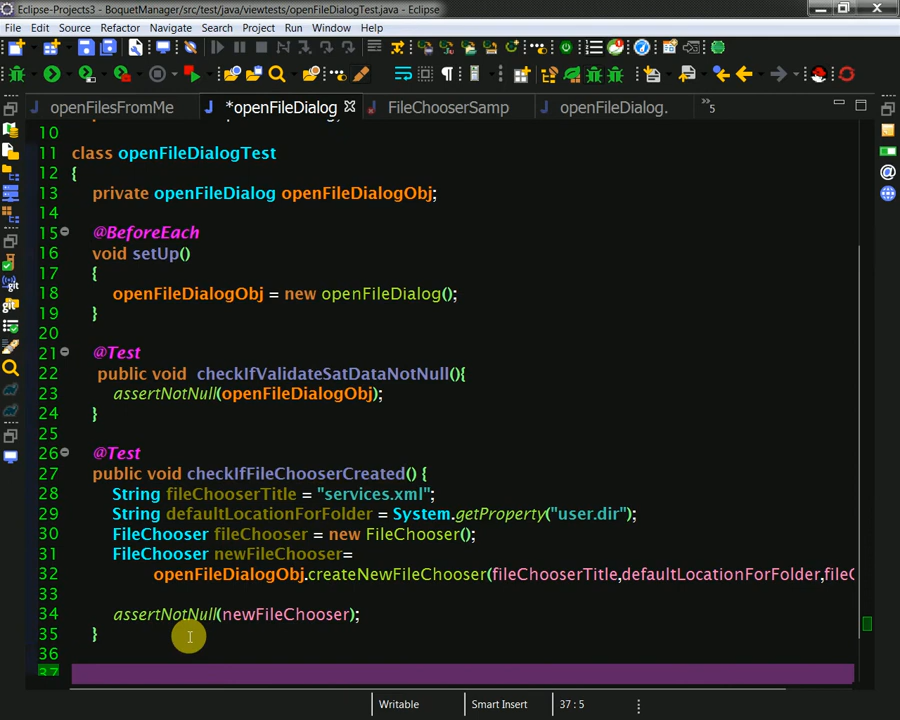 Eclipse-Projects3 - BoquetManager/src/test/java/viewtests/openFileDialogTest.java - Eclipse
File Edit Source Refactor Navigate Search Project Run Window Help
openFilesFromMe *openFileDialog FileChooserSamp openFileDialog. »5
10
11 class openFileDialogTest
12 {
13 private openFileDialog openFileDialogObj;
14
15 @BeforeEach
16 void setUp()
17 {
18 openFileDialogObj = new openFileDialog();
19 }
20
21 @Test
22 public void checkIfValidateSatDataNotNull(){
23 assertNotNull(openFileDialogObj);
24 }
25
26 @Test
27 public void checkIfFileChooserCreated() {
28 String fileChooserTitle = "services.xml";
29 String defaultLocationForFolder = System.getProperty("user.dir");
30 FileChooser fileChooser = new FileChooser();
31 FileChooser newFileChooser=
32 openFileDialogObj.createNewFileChooser(fileChooserTitle,defaultLocationForFolder,fileC
33
34 assertNotNull(newFileChooser);
35 }
36
37
Writable Smart Insert 37 : 5